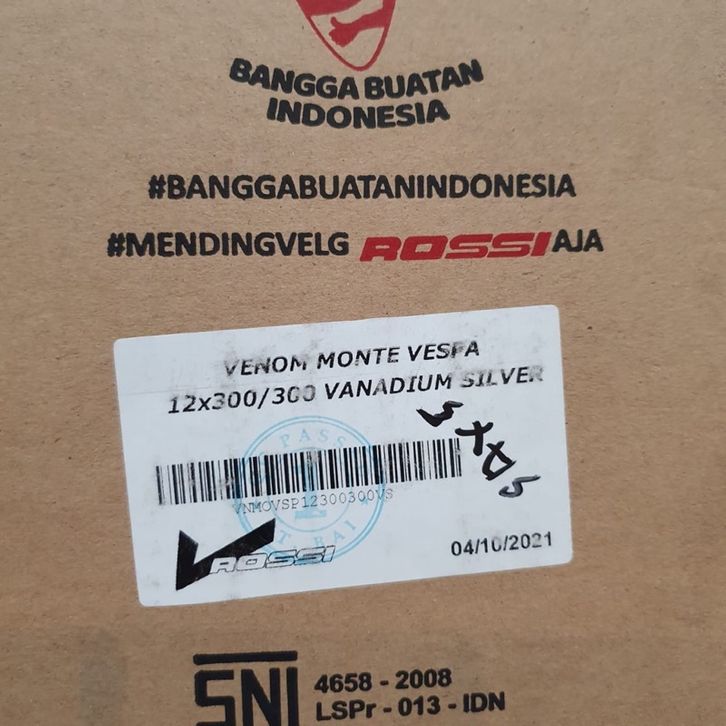 BANGGA BUATAN
INDONESIA
#BANGGABUATANINDONESIA
#MENDINGVELG ROSSI AJA
VENOM MONTE VESPA
12x300/300 VANADIUM SILVER
PASS
VNMOVSP12300300VS
ROSSI
04/10/2021
SNI
4658 - 2008
LSPr - 013 - IDN